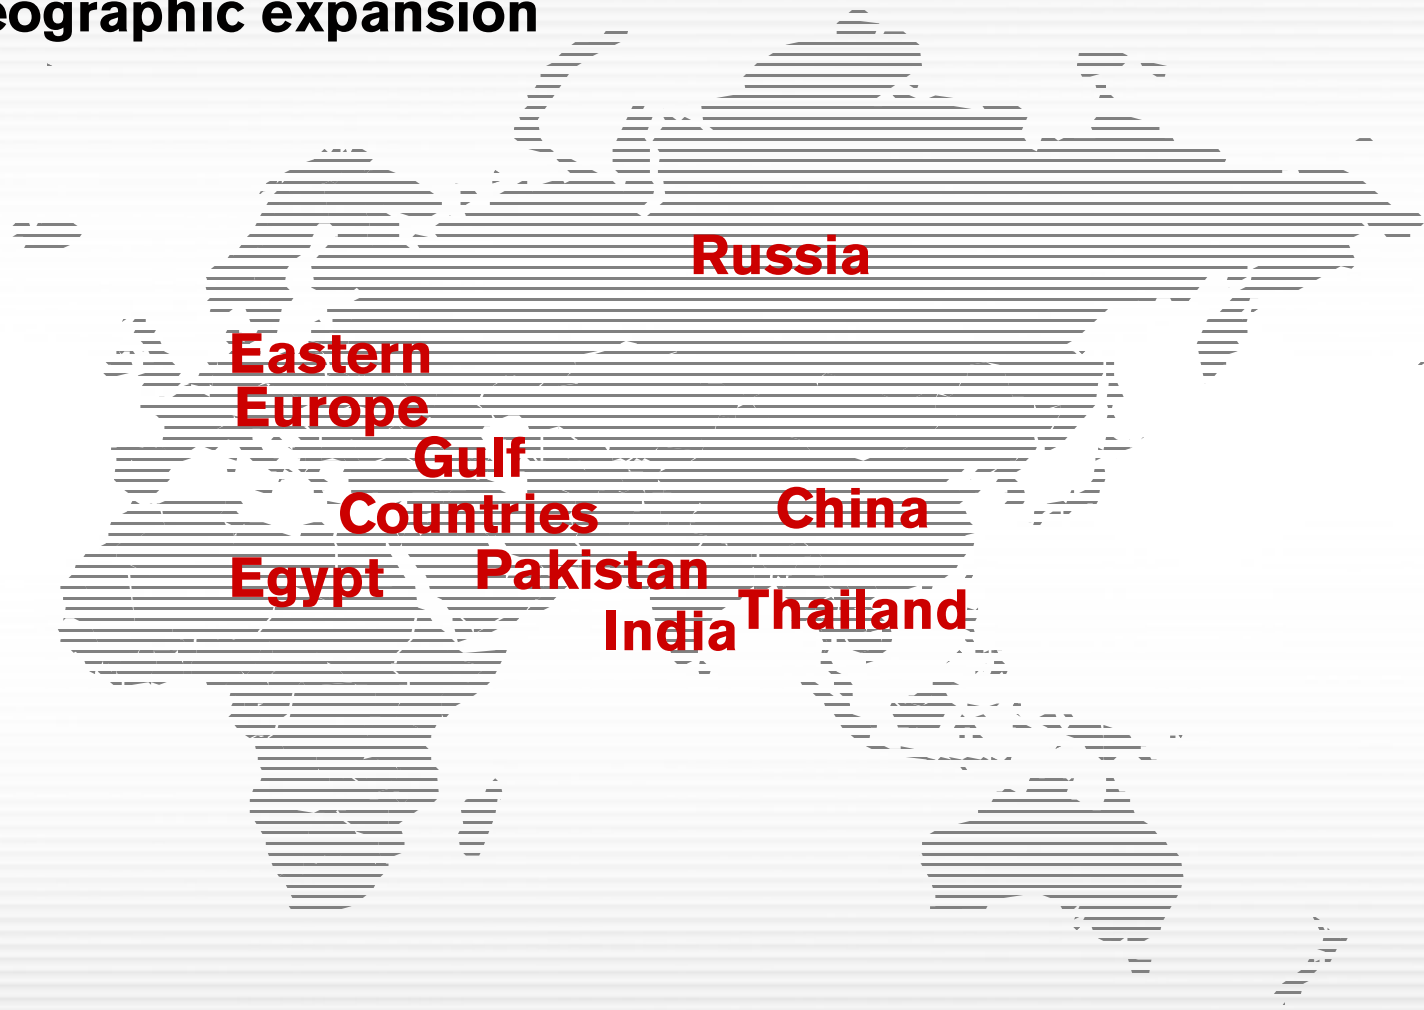 eographic expansion
Russia
Eastern
Europe
Gulf
Countries
China
Egypt
Pakistan
India
Thailand